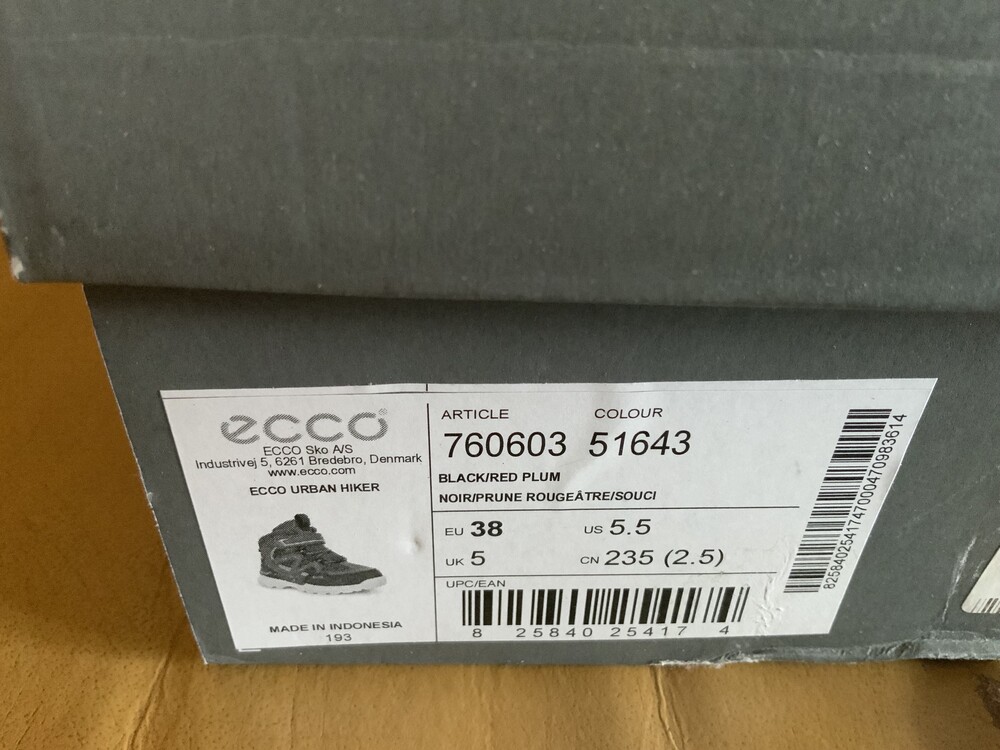 ecco®
ECCO Sko A/S
Industrivej 5, 6261 Bredebro, Denmark
www.ecco.com
ECCO URBAN HIKER
MADE IN INDONESIA
193
ARTICLE COLOUR
760603 51643
BLACK/RED PLUM
NOIR/PRUNE ROUGEÂTRE/SOUCI
EU 38 US 5.5
UK 5 CN 235 (2.5)
UPC/EAN
8 25840 25417 4
825840254174700047098​3614